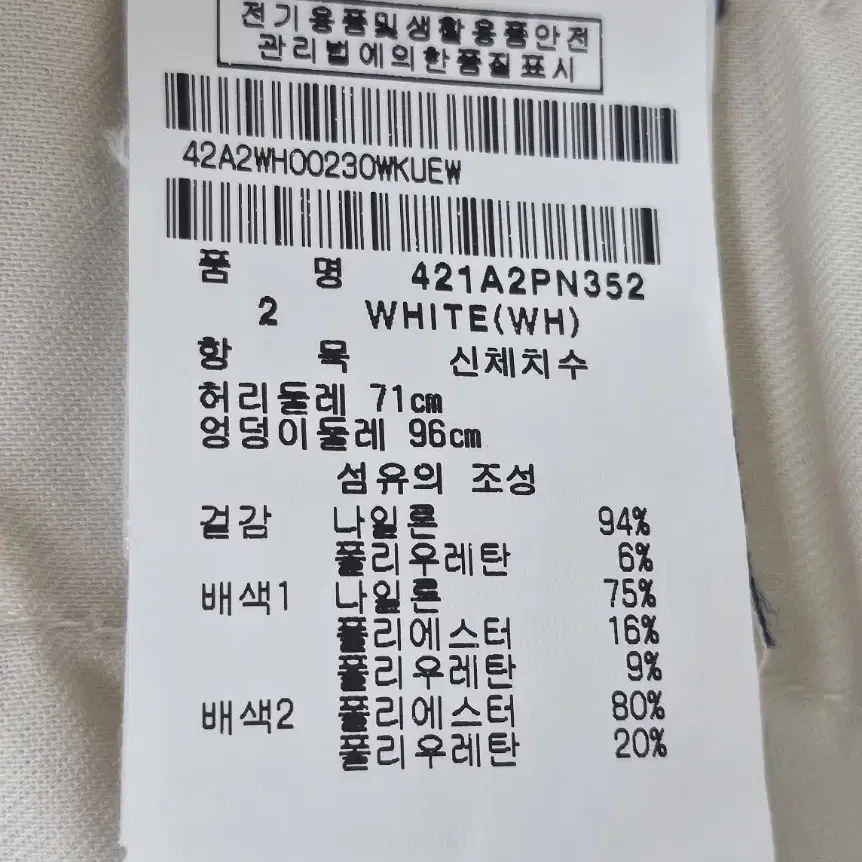 전기용품및생활용품안전
관리법에의한품질표시
42A2WH00230WKUEW
품 명 421A2PN352
2 WHITE(WH)
항 목 신체치수
허리둘레 71cm
엉덩이둘레 96cm
섬유의 조성
겉감 나일론 94%
폴리우레탄 6%
배색1 나일론 75%
폴리에스터 16%
폴리우레탄 9%
배색2 폴리에스터 80%
폴리우레탄 20%